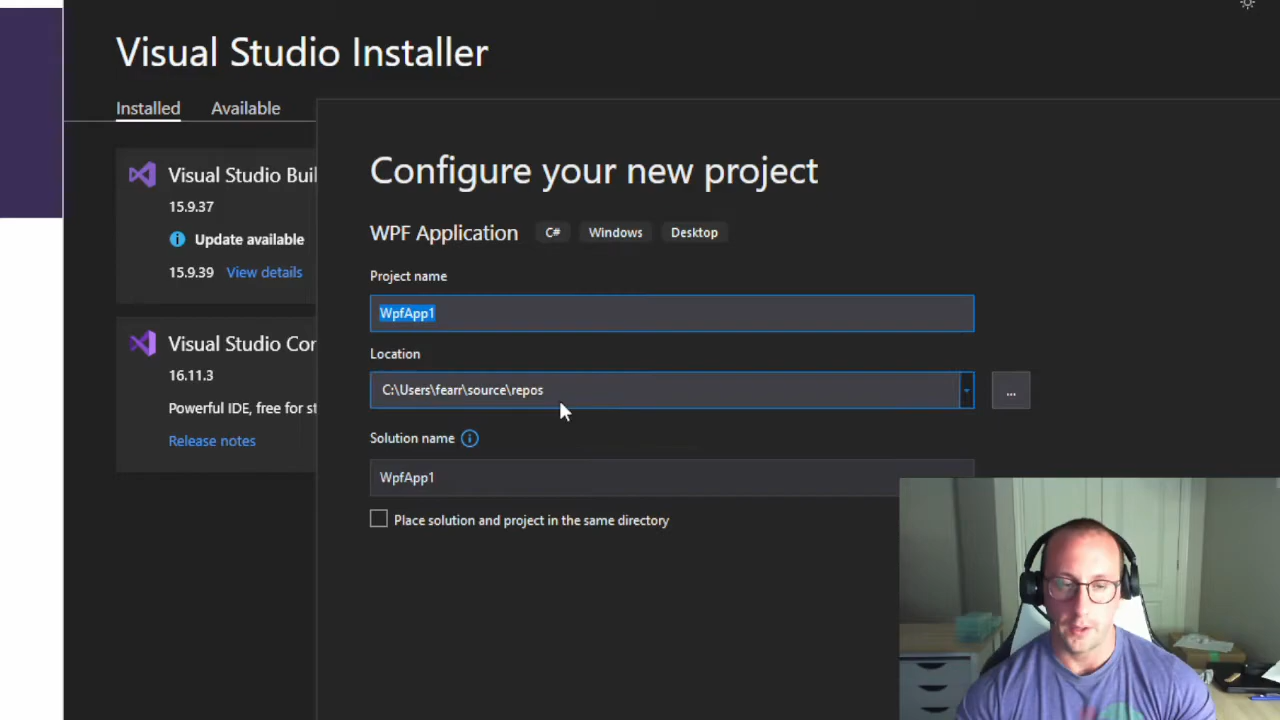 Visual Studio Installer
Installed Available
Visual Studio Bui
15.9.37
Update available
15.9.39 View details
Visual Studio Cor
16.11.3
Powerful IDE, free for st
Release notes
Configure your new project
WPF Application C# Windows Desktop
Project name
WpfApp1
Location
C:\Users\fearr\source\repos
...
Solution name
WpfApp1
Place solution and project in the same directory